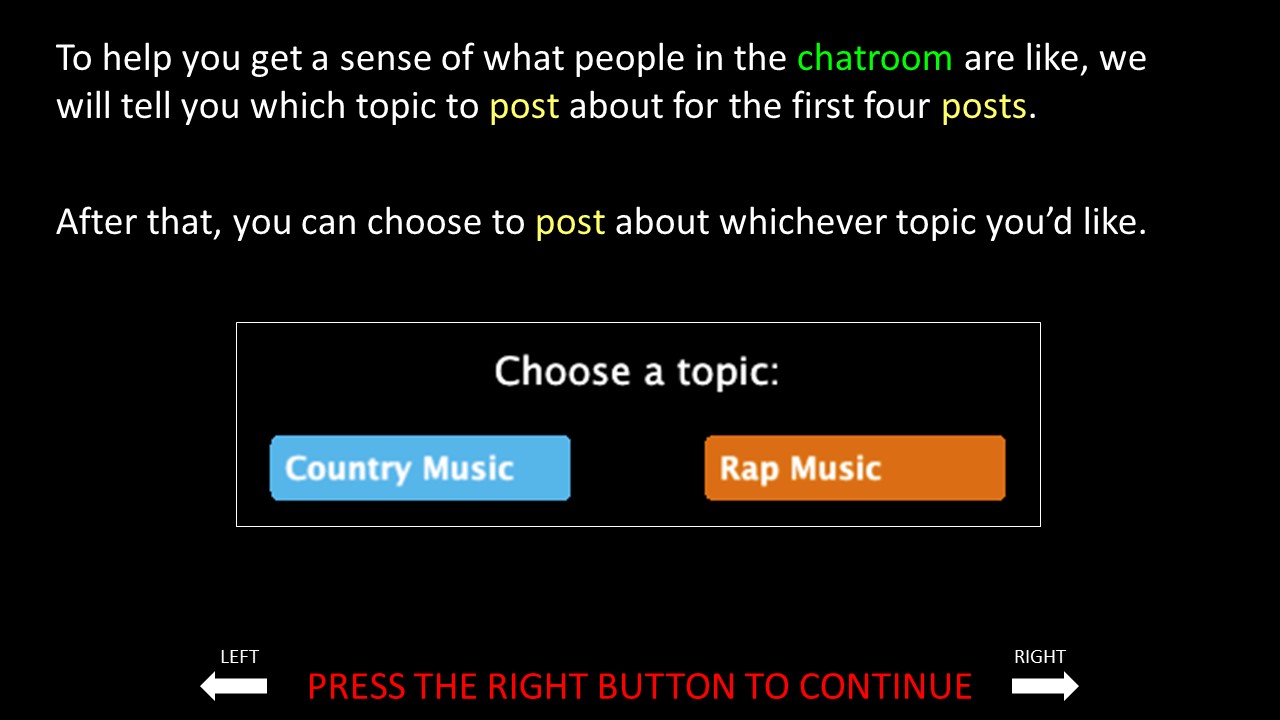 To help you get a sense of what people in the chatroom are like, we
will tell you which topic to post about for the first four posts.
After that, you can choose to post about whichever topic you’d like.
Choose a topic:
Country Music
Rap Music
LEFT
RIGHT
PRESS THE RIGHT BUTTON TO CONTINUE